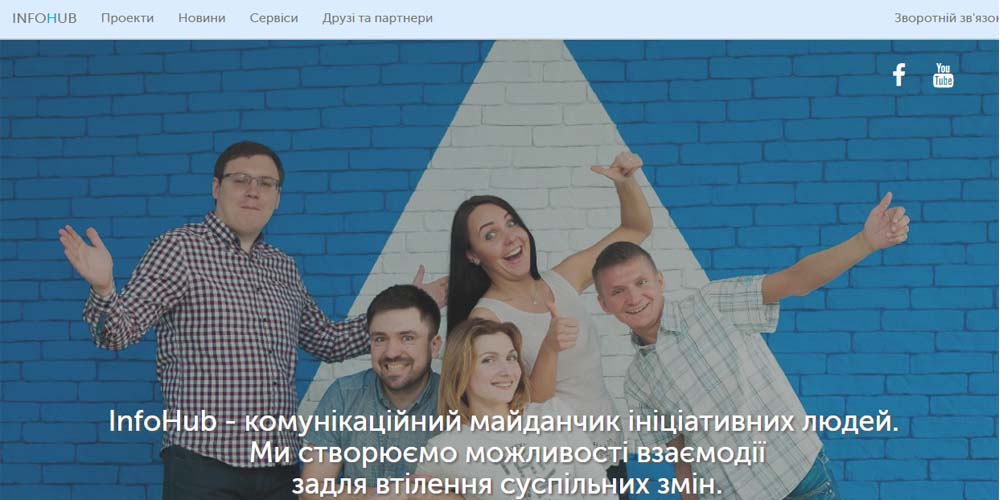 INFOHUB Проекти Новини Сервіси Друзі та партнери Зворотній зв'язок
You
Tube
InfoHub - комунікаційний майданчик ініціативних людей.
Ми створюємо можливості взаємодії
задля втілення суспільних змін.